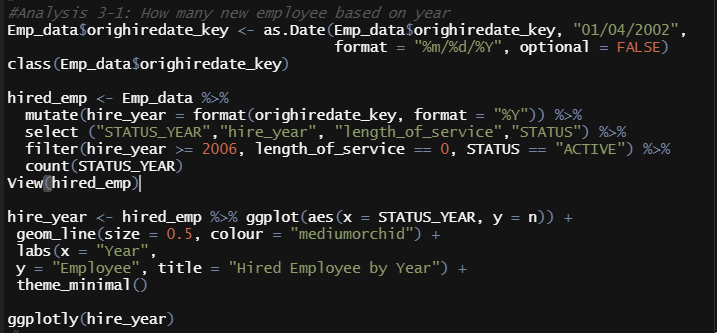 #Analysis 3-1: How many new employee based on year
Emp_data$orighiredate_key <- as.Date(Emp_data$orighiredate_key, "01/04/2002",
format = "%m/%d/%Y", optional = FALSE)
class(Emp_data$orighiredate_key)
hired_emp <- Emp_data %>%
mutate(hire_year = format(orighiredate_key, format = "%Y")) %>%
select ("STATUS_YEAR","hire_year", "length_of_service","STATUS") %>%
filter(hire_year >= 2006, length_of_service == 0, STATUS == "ACTIVE") %>%
count(STATUS_YEAR)
View(hired_emp)
hire_year <- hired_emp %>% ggplot(aes(x = STATUS_YEAR, y = n)) +
geom_line(size = 0.5, colour = "mediumorchid") +
labs(x = "Year",
y = "Employee", title = "Hired Employee by Year") +
theme_minimal()
ggplotly(hire_year)